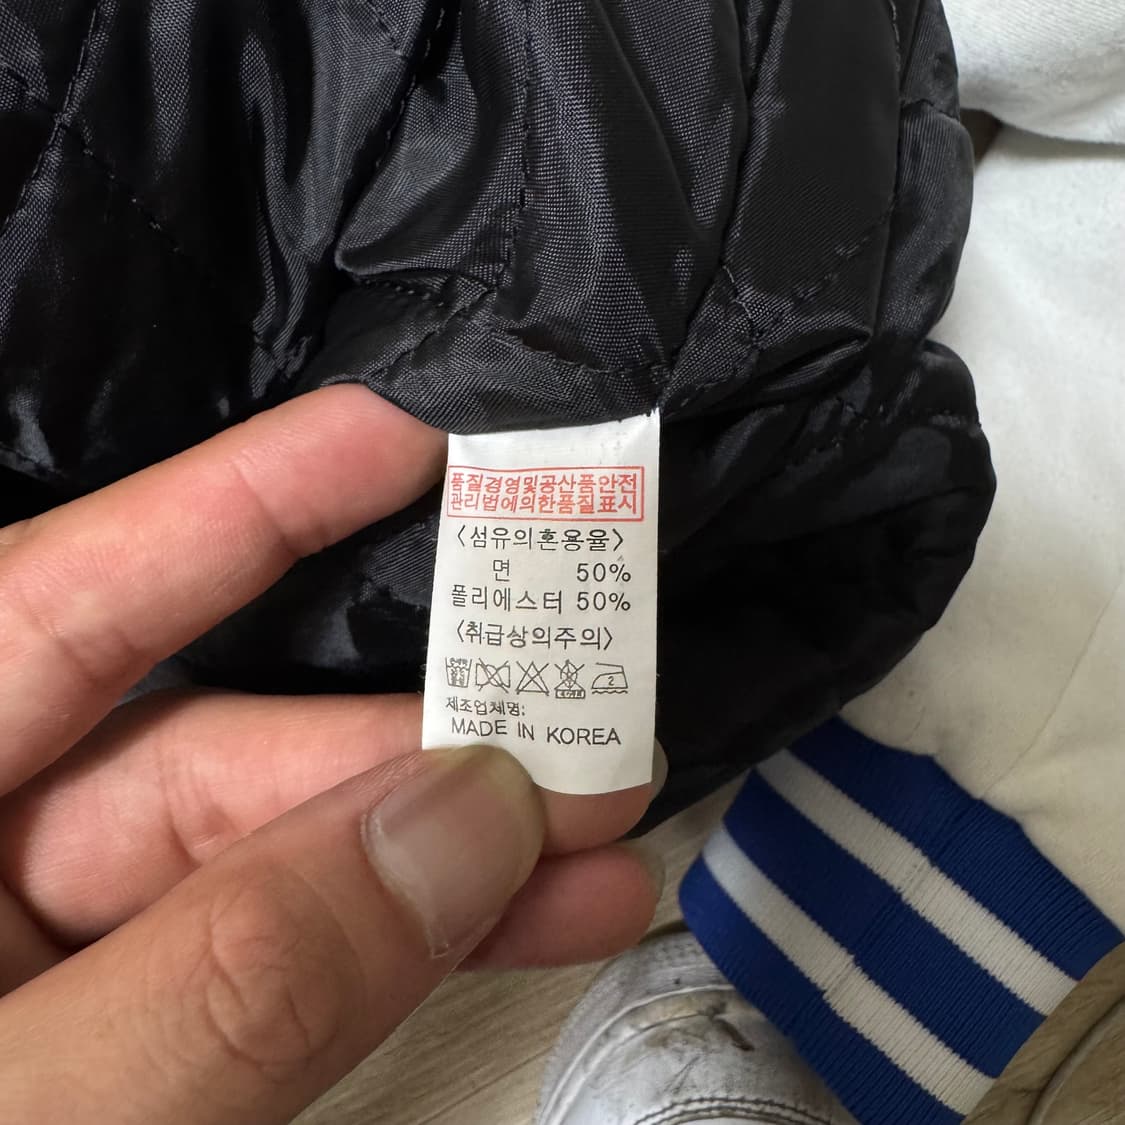 품질경영및공산품안전
관리법에의한품질표시
<섬유의혼용율>
면 50%
폴리에스터 50%
<취급상의주의>
2
제조업체명:
MADE IN KOREA